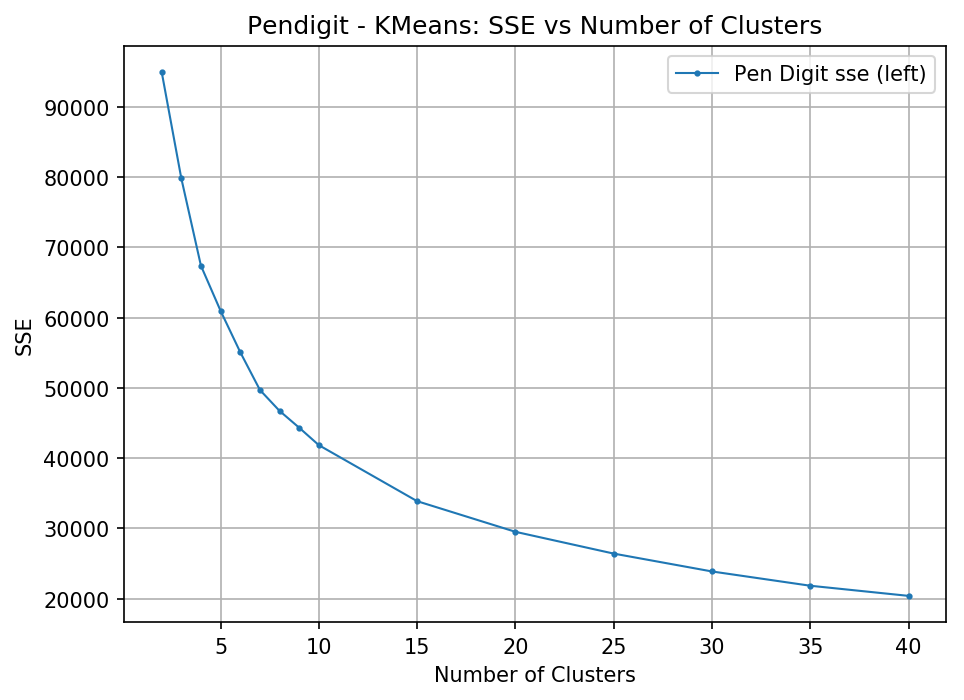 Pendigit - KMeans: SSE vs Number of Clusters
Pen Digit sse (left)
90000
80000
70000
60000
50000
40000
30000
20000
SSE
5 10 15 20 25 30 35 40
Number of Clusters